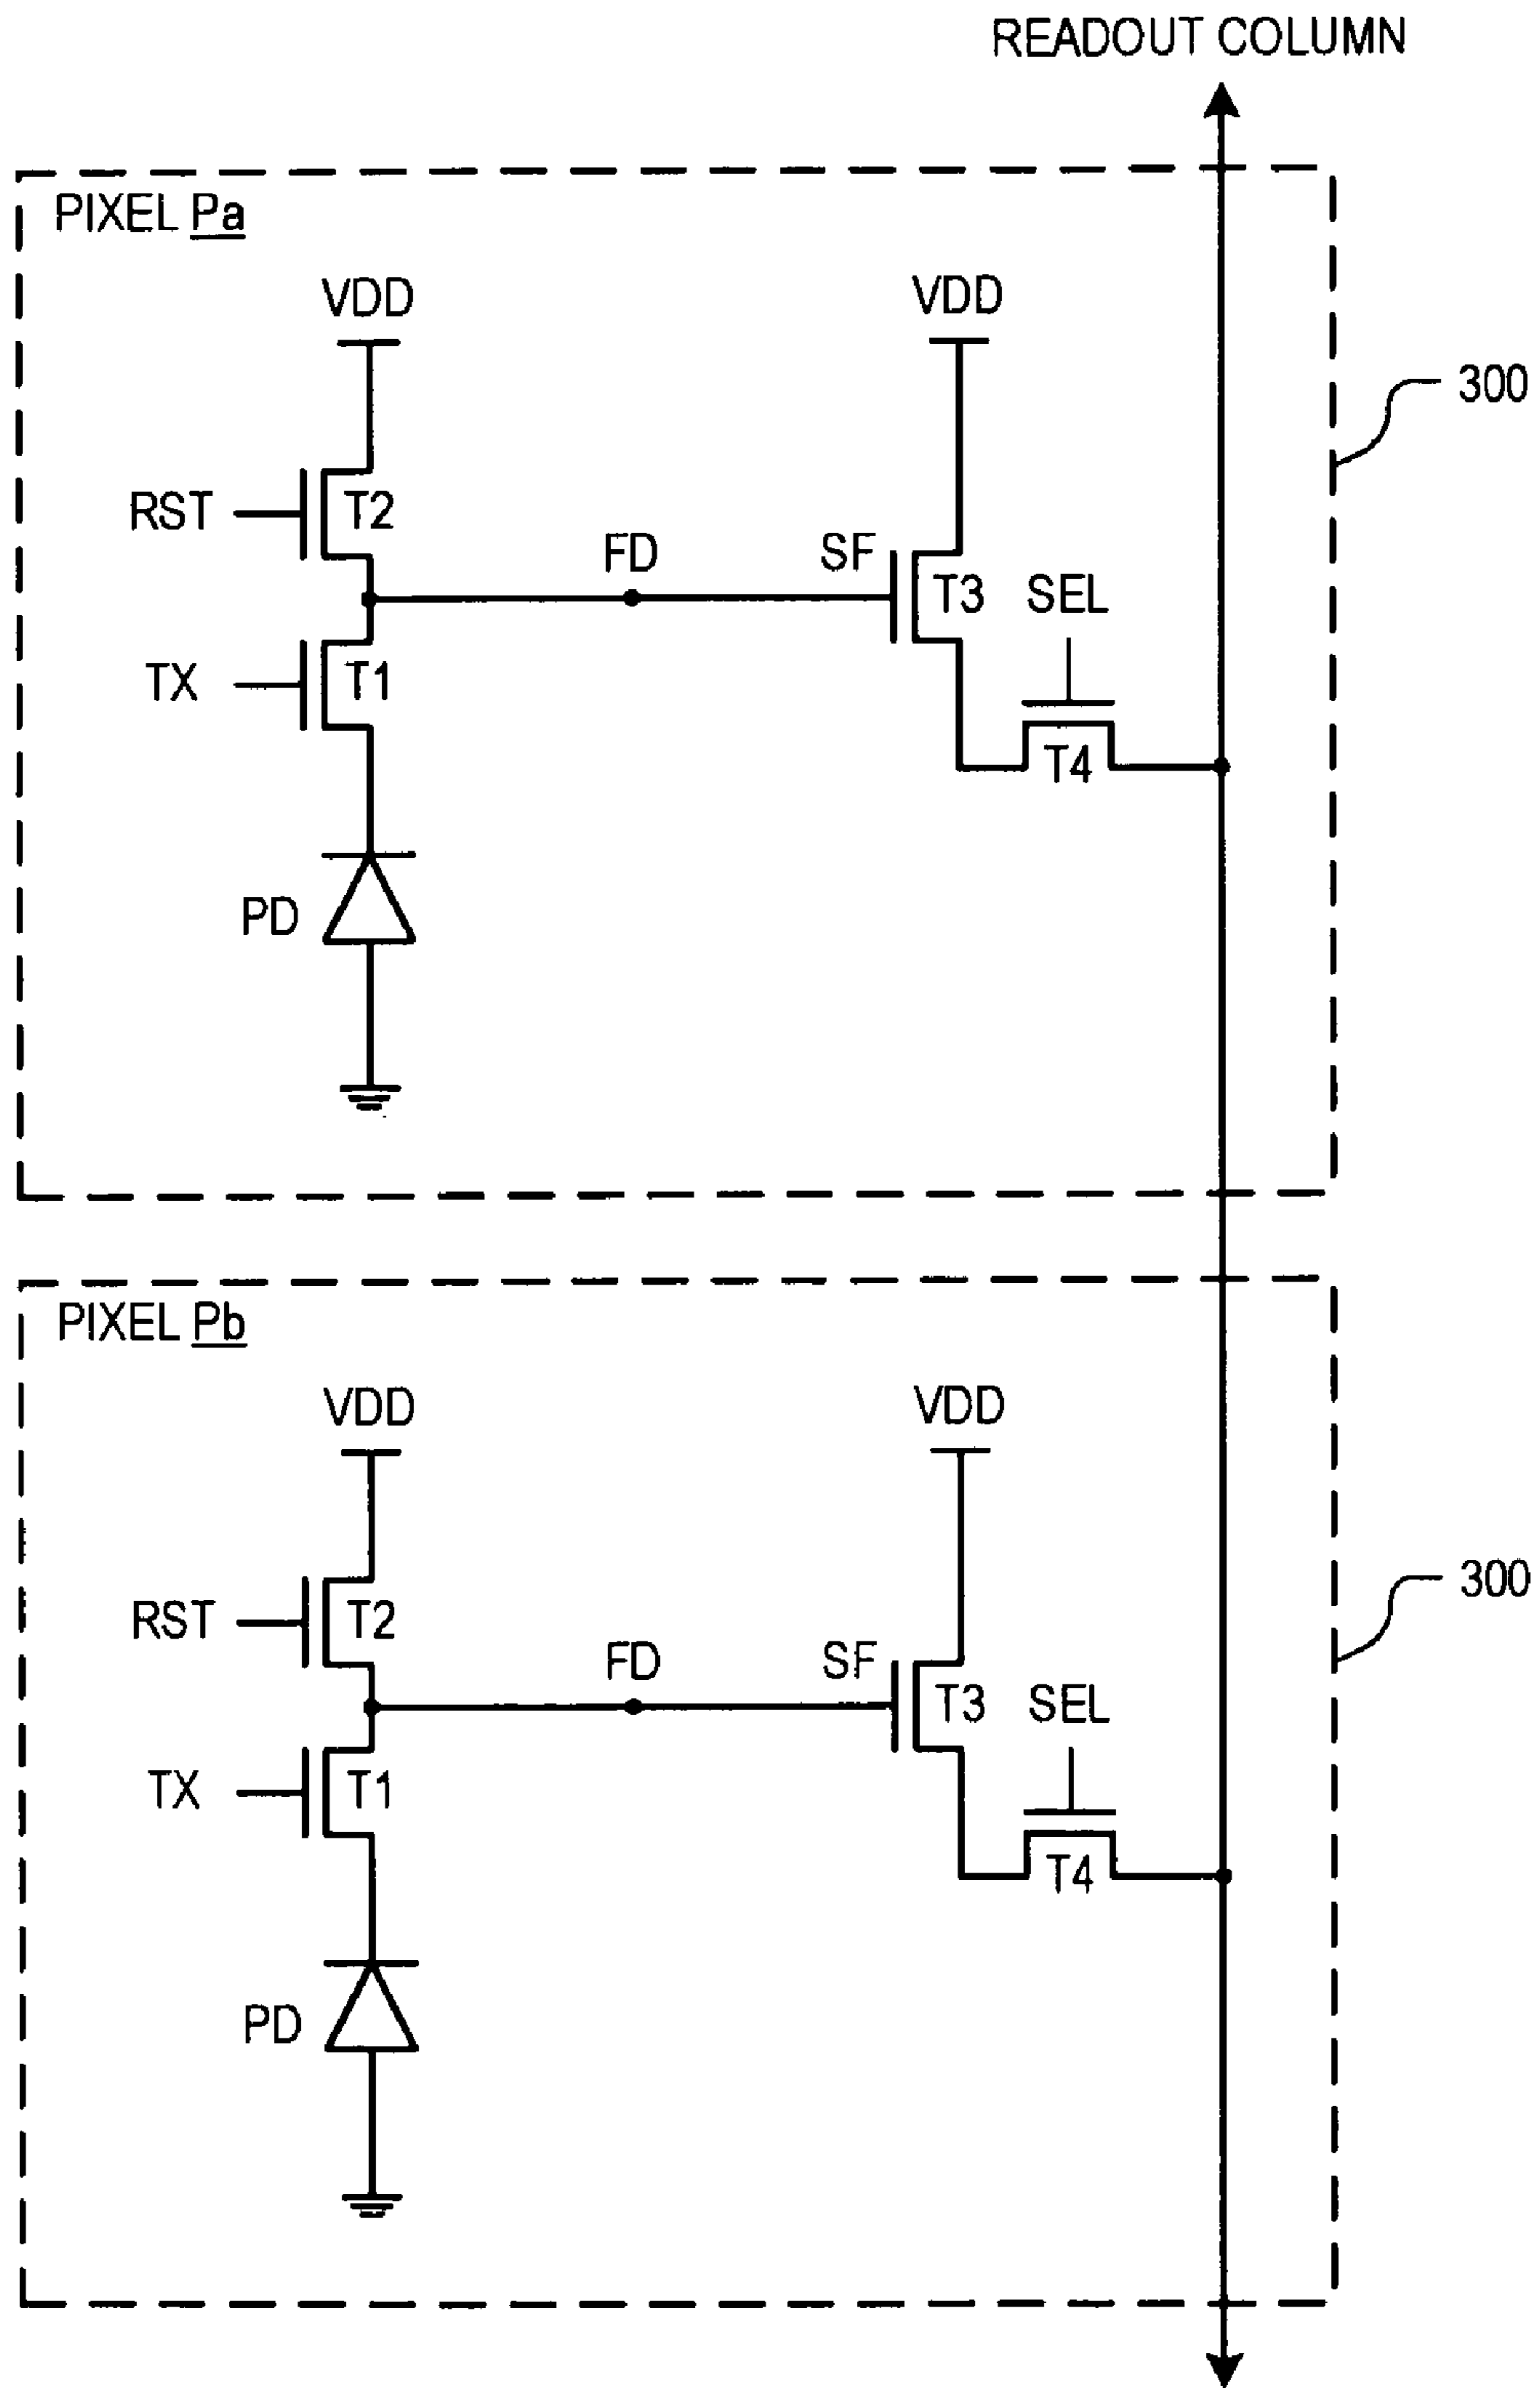 READOUT COLUMN
PIXEL Pa
VDD
VDD
300
RST
T2
FD
SF
T3
SEL
TX
T1
T4
PD
PIXEL Pb
VDD
VDD
300
RST
T2
FD
SF
T3
SEL
TX
T1
T4
PD